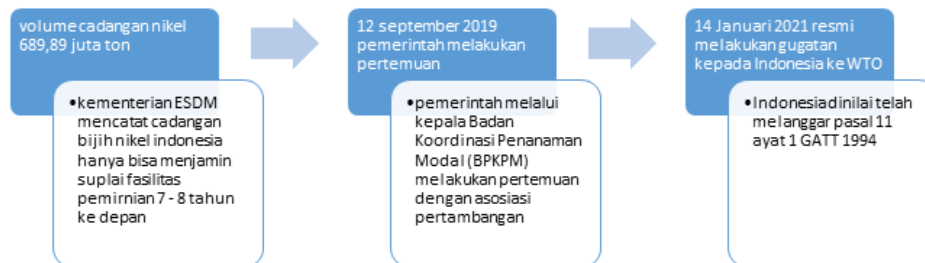 volume cadangan nikel
689,89 juta ton
•kementerian ESDM
mencatat cadangan
bijih nikel indonesia
hanya bisa menjamin
suplai fasilitas
pemirnian 7 - 8 tahun
ke depan
12 september 2019
pemerintah melakukan
pertemuan
•pemerintah melalui
kepala Badan
Koordinasi Penanaman
Modal (BPKPM)
melakukan pertemuan
dengan asosiasi
pertambangan
14 Januari 2021 resmi
melakukan gugatan
kepada Indonesia ke WTO
•Indonesia dinilai telah
melanggar pasal 11
ayat 1 GATT 1994